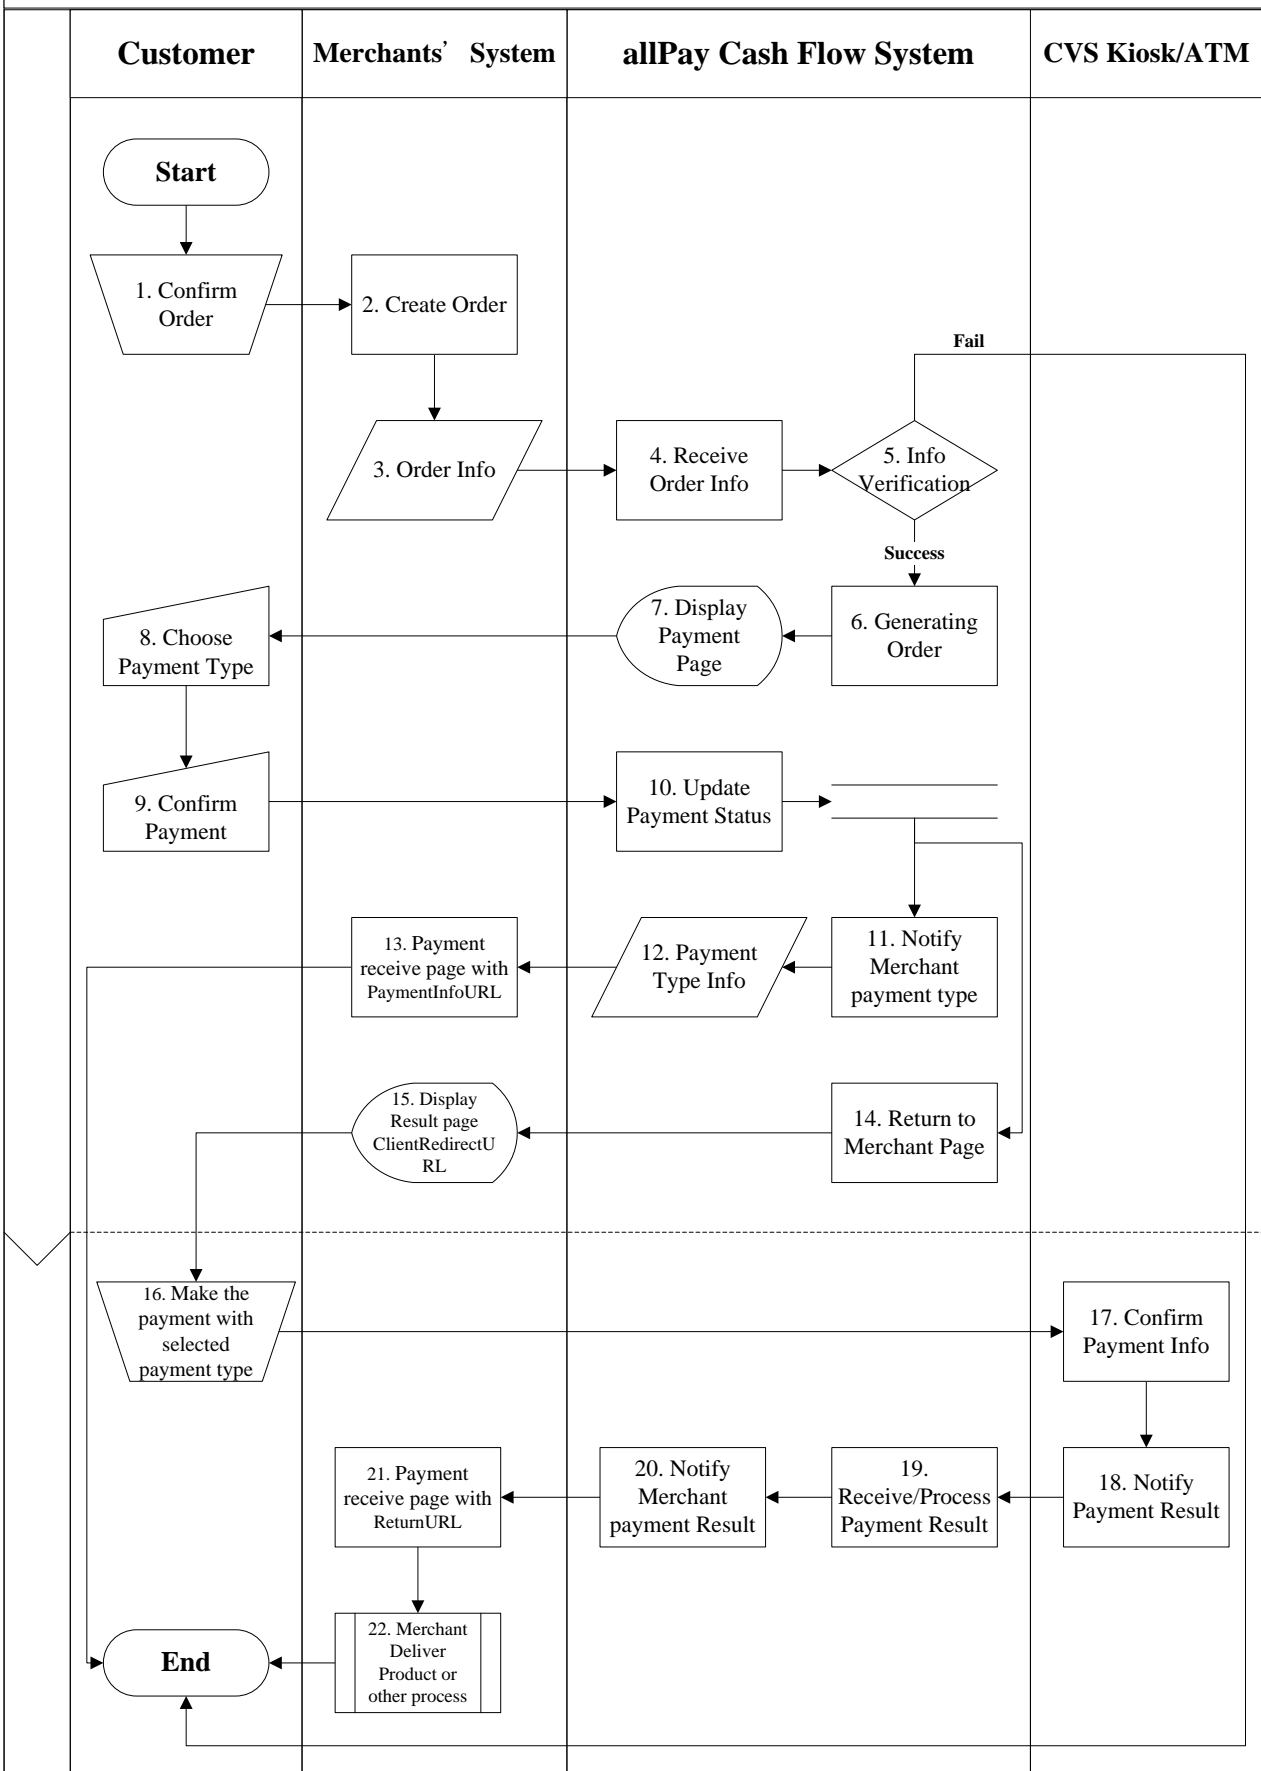 Customer
Merchants’ System
allPay Cash Flow System
CVS Kiosk/ATM
Start
1. Confirm
Order
2. Create Order
Fail
3. Order Info
4. Receive
Order Info
5. Info
Verification
Success
8. Choose
Payment Type
7. Display
Payment
Page
6. Generating
Order
9. Confirm
Payment
10. Update
Payment Status
13. Payment
receive page with
PaymentInfoURL
12. Payment
Type Info
11. Notify
Merchant
payment type
15. Display
Result page
ClientRedirectU
RL
14. Return to
Merchant Page
16. Make the
payment with
selected
payment type
17. Confirm
Payment Info
21. Payment
receive page with
ReturnURL
20. Notify
Merchant
payment Result
19.
Receive/Process
Payment Result
18. Notify
Payment Result
End
22. Merchant
Deliver
Product or
other process